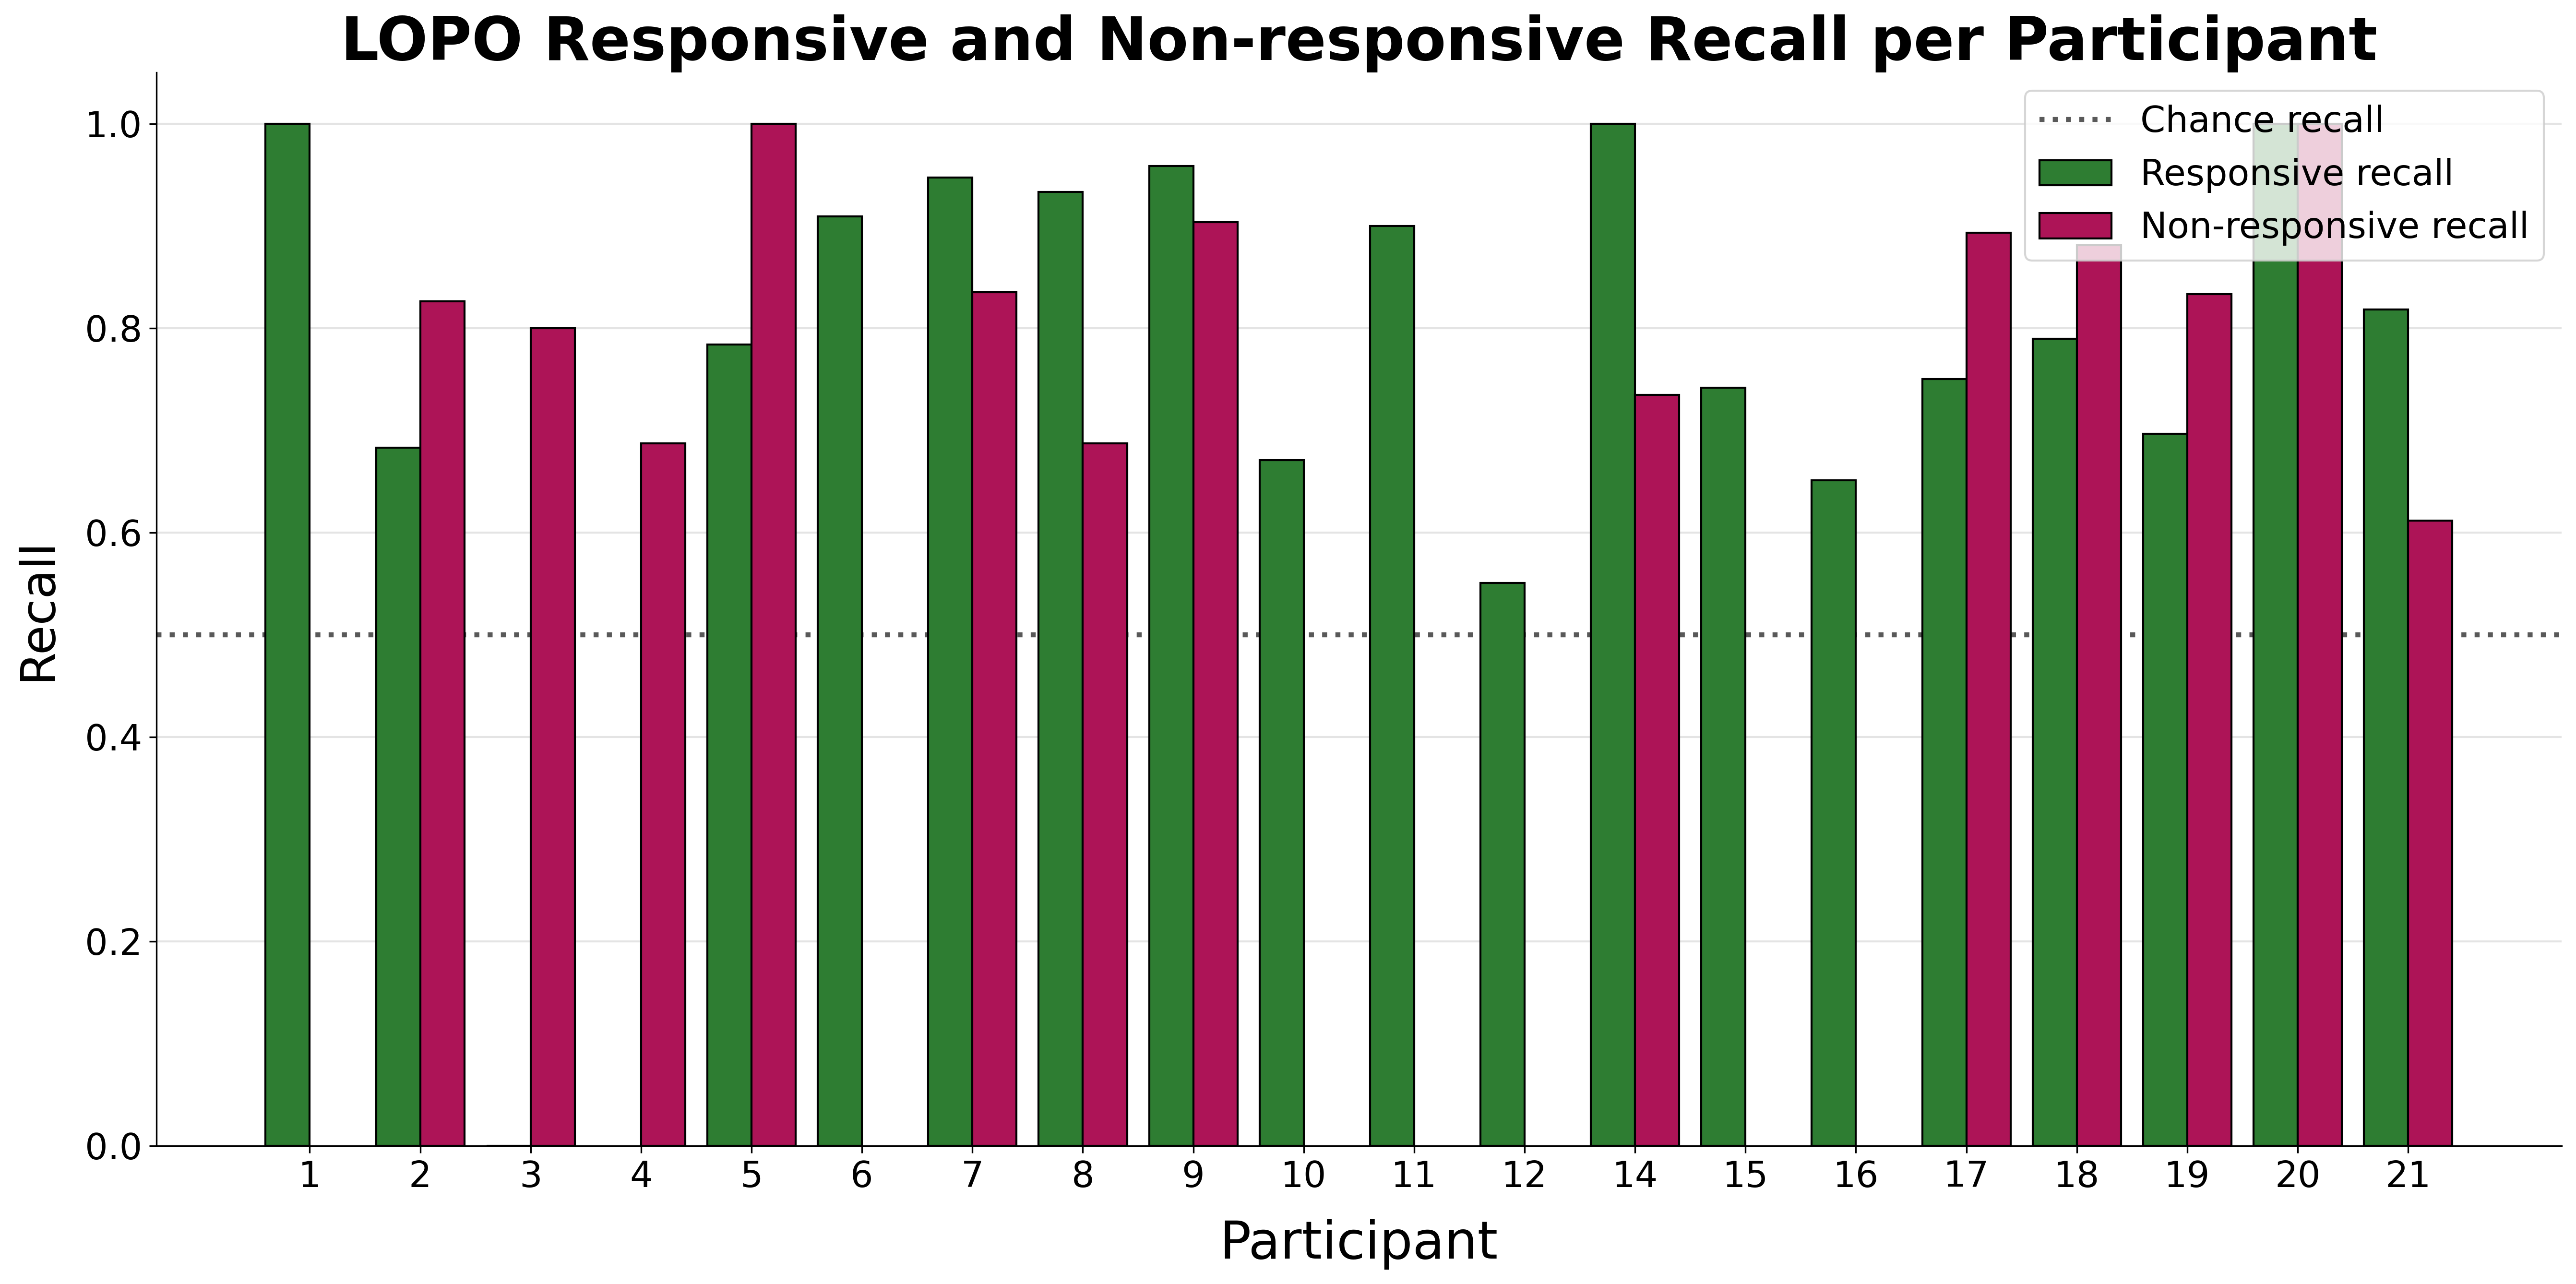 LOPO Responsive and Non-responsive Recall per Participant
Chance recall
Responsive recall
Non-responsive recall
Recall
1.0
0.8
0.6
0.4
0.2
0.0
1 2 3 4 5 6 7 8 9 10 11 12 14 15 16 17 18 19 20 21
Participant